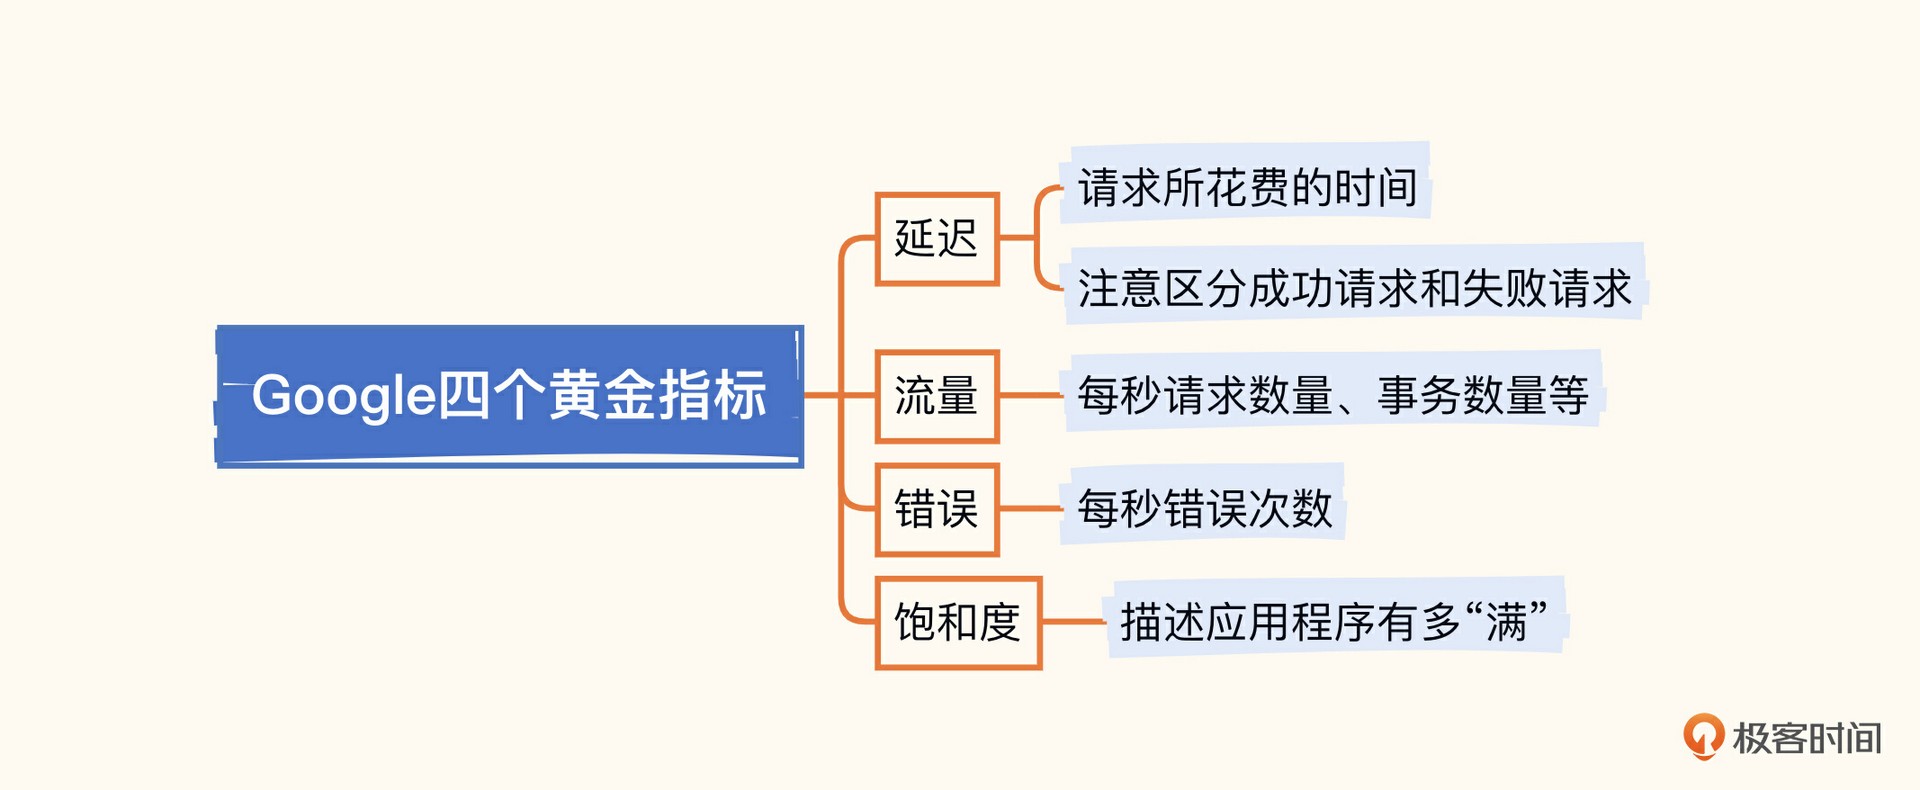 Google四个黄金指标
延迟
请求所花费的时间
注意区分成功请求和失败请求
流量
每秒请求数量、事务数量等
错误
每秒错误次数
饱和度
描述应用程序有多“满”
极客时间